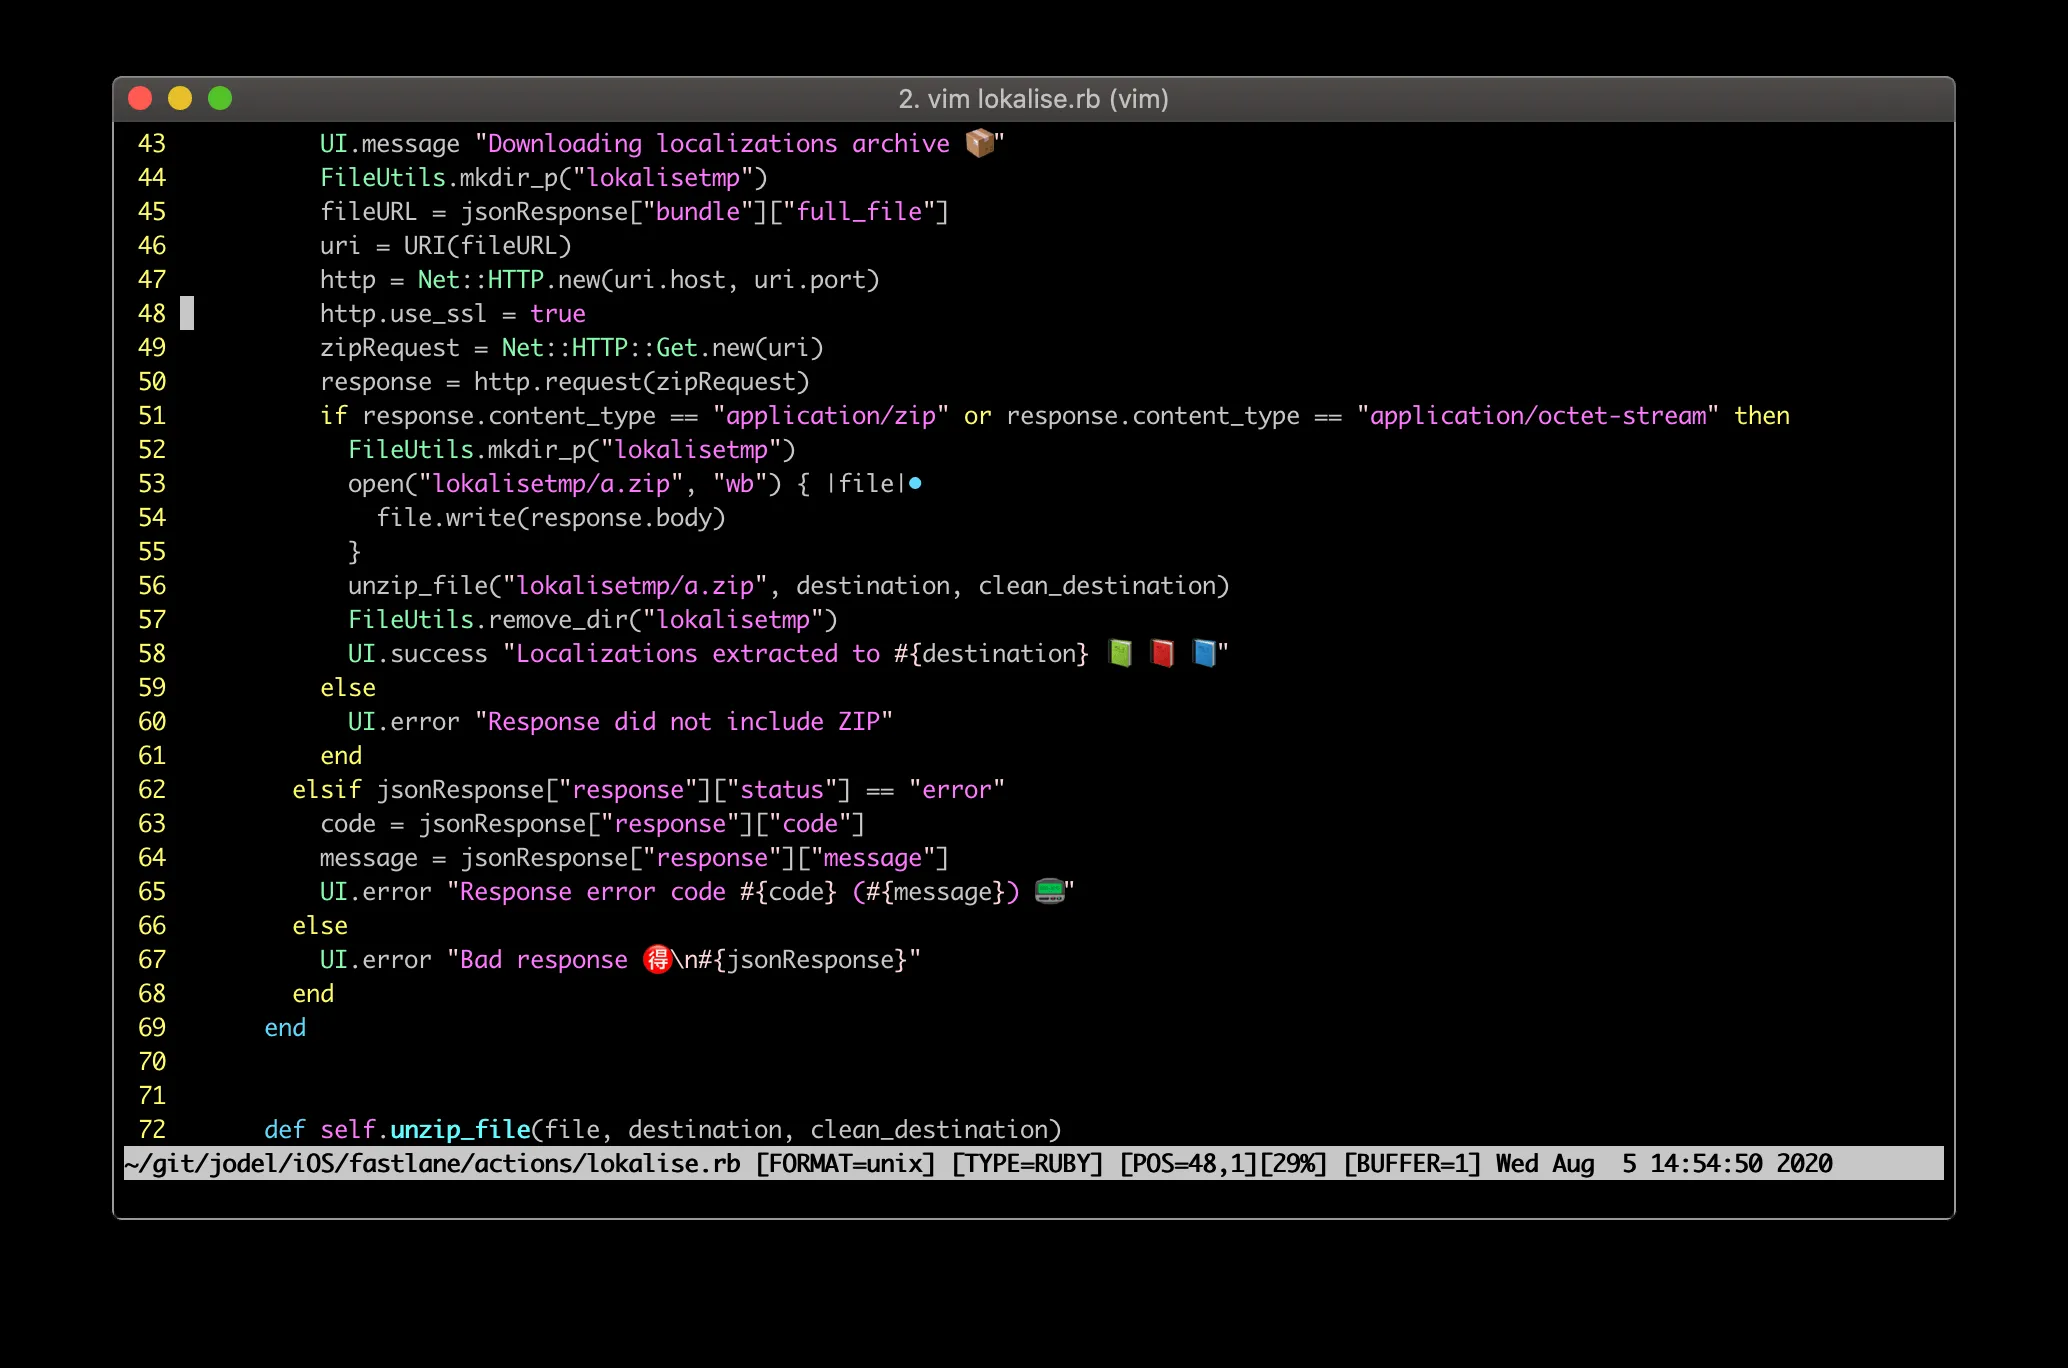 2. vim lokalise.rb (vim)
43           UI.message "Downloading localizations archive 📦"
44           FileUtils.mkdir_p("lokalisetmp")
45           fileURL = jsonResponse["bundle"]["full_file"]
46           uri = URI(fileURL)
47           http = Net::HTTP.new(uri.host, uri.port)
48           http.use_ssl = true
49           zipRequest = Net::HTTP::Get.new(uri)
50           response = http.request(zipRequest)
51           if response.content_type == "application/zip" or response.content_type == "application/octet-stream" then
52             FileUtils.mkdir_p("lokalisetmp")
53             open("lokalisetmp/a.zip", "wb") { |file|•
54               file.write(response.body)
55             }
56             unzip_file("lokalisetmp/a.zip", destination, clean_destination)
57             FileUtils.remove_dir("lokalisetmp")
58             UI.success "Localizations extracted to #{destination} 📗 📕 📘"
59           else
60             UI.error "Response did not include ZIP"
61           end
62         elsif jsonResponse["response"]["status"] == "error"
63           code = jsonResponse["response"]["code"]
64           message = jsonResponse["response"]["message"]
65           UI.error "Response error code #{code} (#{message}) 📟"
66         else
67           UI.error "Bad response 🉐\n#{jsonResponse}"
68         end
69       end
70
71
72       def self.unzip_file(file, destination, clean_destination)
~/git/jodel/iOS/fastlane/actions/lokalise.rb [FORMAT=unix] [TYPE=RUBY] [POS=48,1][29%] [BUFFER=1] Wed Aug  5 14:54:50 2020